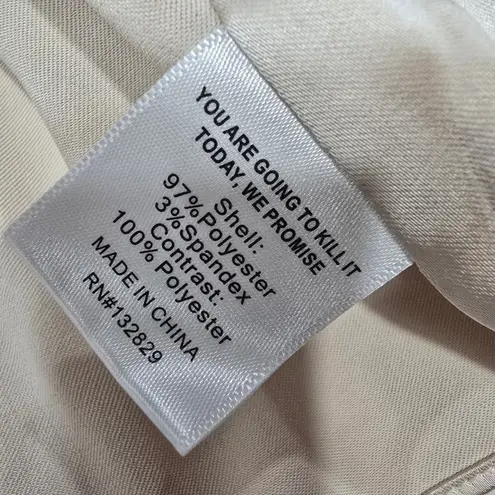 YOU ARE GOING TO KILL IT
TODAY, WE PROMISE
Shell:
97%Polyester
3%Spandex
Contrast:
100% Polyester
MADE IN CHINA
RN#132829